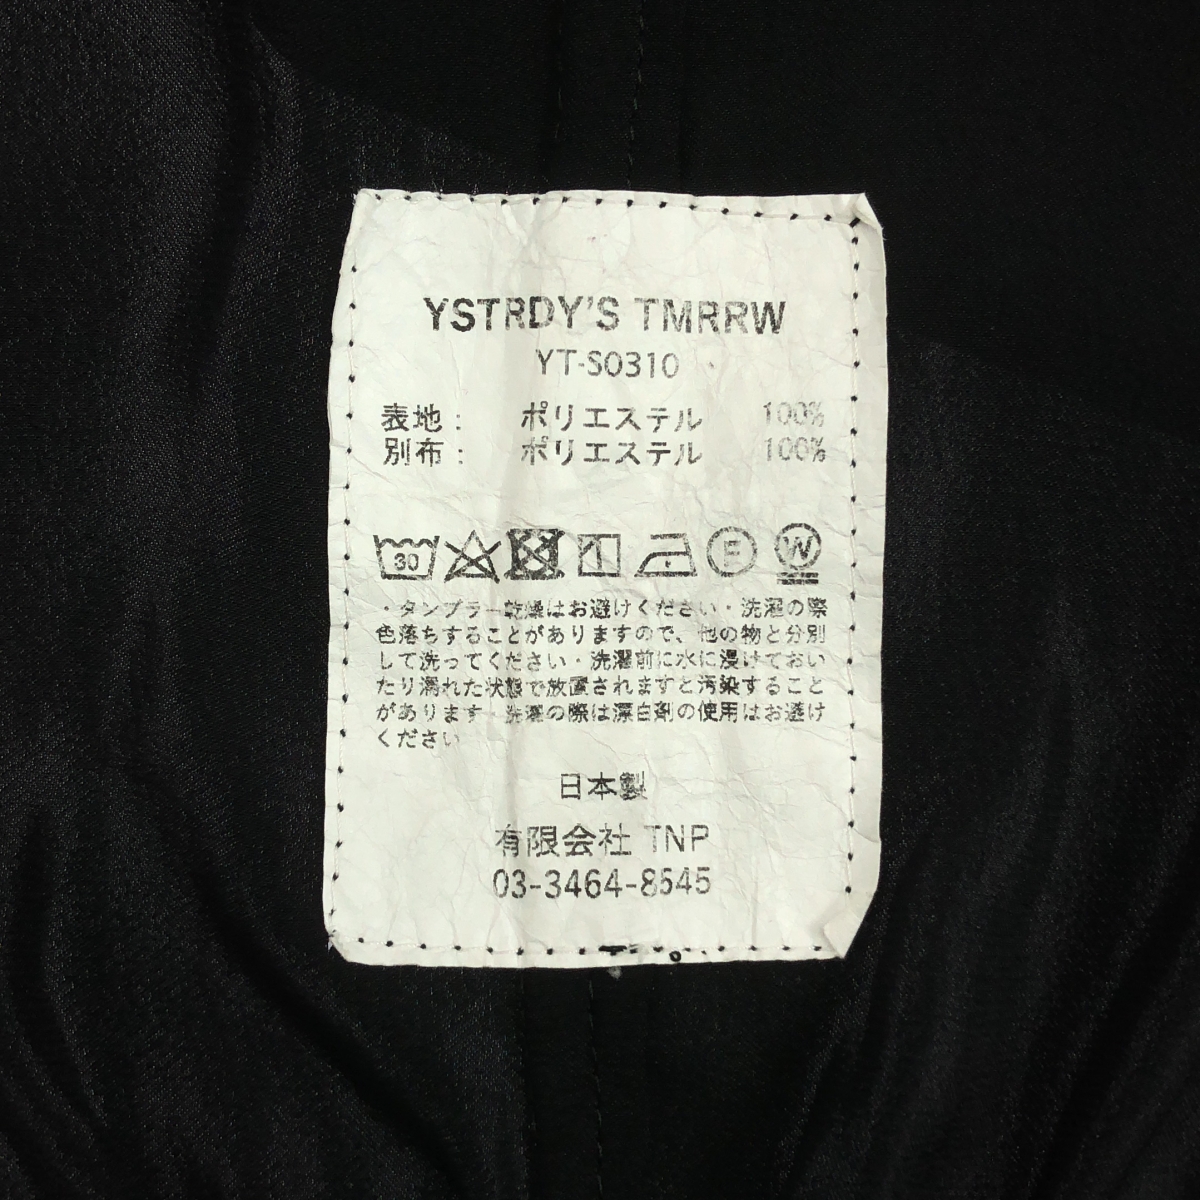 YSTRDY'S TMRRW
YT-S0310
表地： ポリエステル 100%
別布： ポリエステル 100%
30 F W
・タンブラー乾燥はお避けください・洗濯の際
色落ちすることがありますので、他の物と分別
して洗ってください・洗濯前に水に浸けておい
たり濡れた状態で放置されますと汚染すること
があります・洗濯の際は漂白剤の使用はお避け
ください
日本製
有限会社 TNP
03-3464-8545